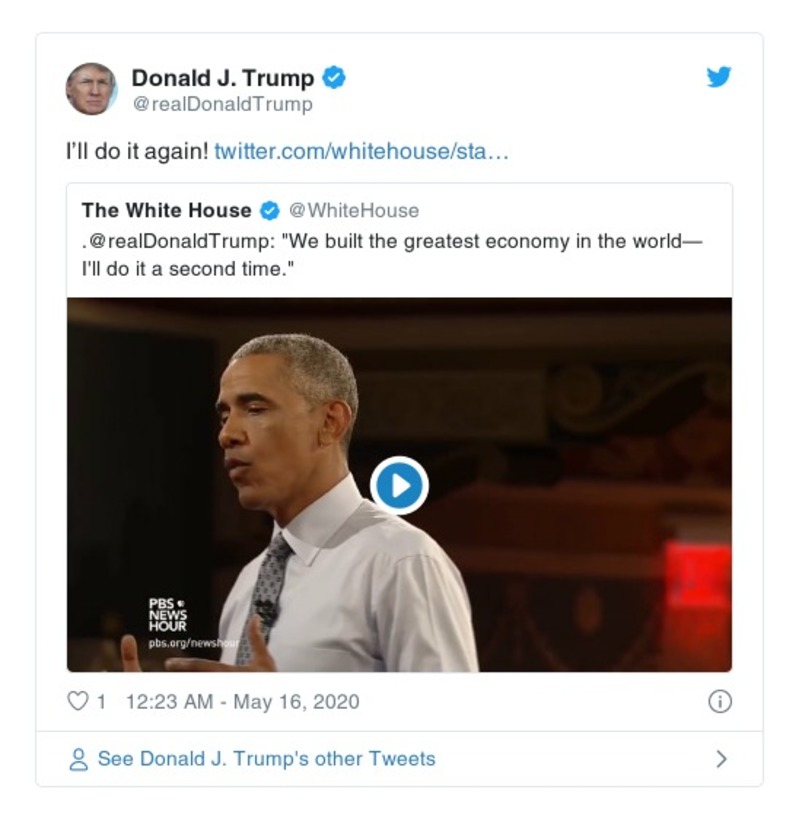 Donald J. Trump
@realDonaldTrump
I'll do it again! twitter.com/whitehouse/sta…
The White House @WhiteHouse
.@realDonaldTrump: "We built the greatest economy in the world—
I'll do it a second time."
PBS
NEWS
HOUR
pbs.org/newshour
1 12:23 AM - May 16, 2020
See Donald J. Trump's other Tweets